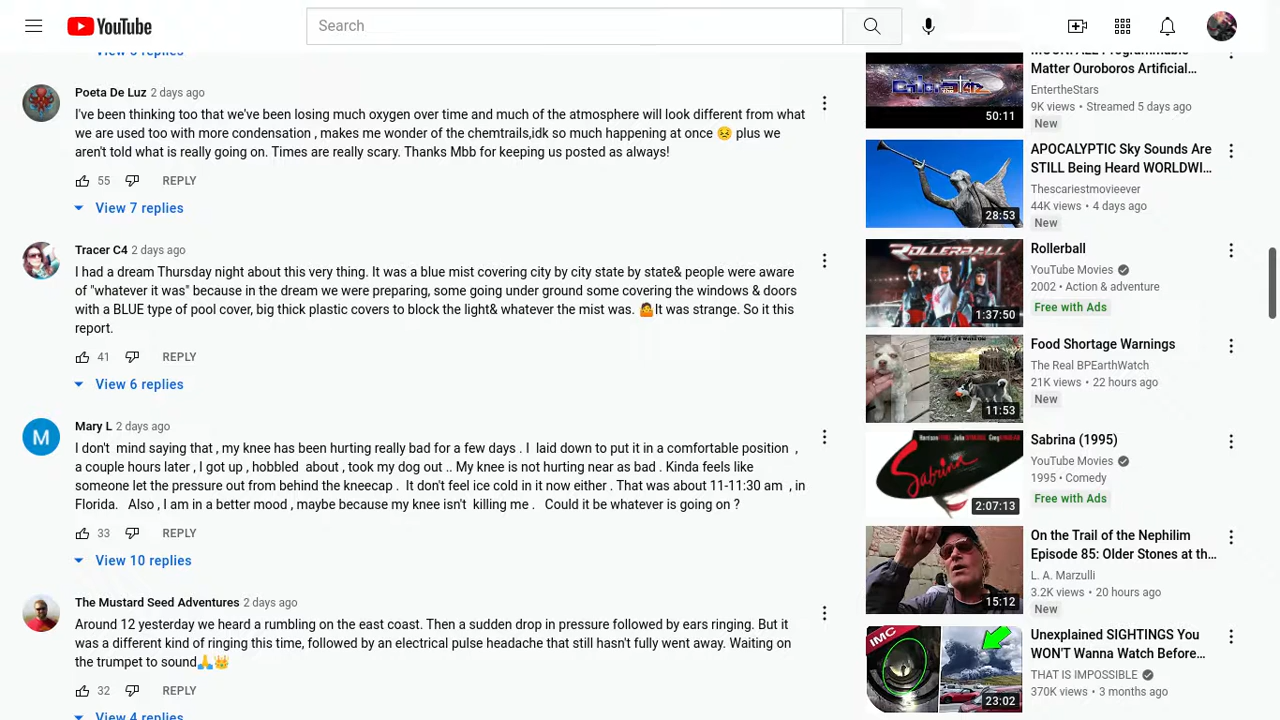 YouTube
Search
View 3 replies
Poeta De Luz 2 days ago
I've been thinking too that we've been losing much oxygen over time and much of the atmosphere will look different from what
we are used too with more condensation , makes me wonder of the chemtrails,idk so much happening at once 😣 plus we
aren't told what is really going on. Times are really scary. Thanks Mbb for keeping us posted as always!
55 REPLY
View 7 replies
Tracer C4 2 days ago
I had a dream Thursday night about this very thing. It was a blue mist covering city by city state by state& people were aware
of "whatever it was" because in the dream we were preparing, some going under ground some covering the windows & doors
with a BLUE type of pool cover, big thick plastic covers to block the light& whatever the mist was. 🤷It was strange. So it this
report.
41 REPLY
View 6 replies
M
Mary L 2 days ago
I don't mind saying that , my knee has been hurting really bad for a few days . I laid down to put it in a comfortable position ,
a couple hours later , I got up , hobbled about , took my dog out .. My knee is not hurting near as bad . Kinda feels like
someone let the pressure out from behind the kneecap . It don't feel ice cold in it now either . That was about 11-11:30 am , in
Florida. Also , I am in a better mood , maybe because my knee isn't killing me . Could it be whatever is going on ?
33 REPLY
View 10 replies
The Mustard Seed Adventures 2 days ago
Around 12 yesterday we heard a rumbling on the east coast. Then a sudden drop in pressure followed by ears ringing. But it
was a different kind of ringing this time, followed by an electrical pulse headache that still hasn't fully went away. Waiting on
the trumpet to sound🙏👑
32 REPLY
View 4 replies
MOONFALL Programmable
Matter Ouroboros Artificial...
EntertheStars
9K views • Streamed 5 days ago
New
50:11
APOCALYPTIC Sky Sounds Are
STILL Being Heard WORLDWI...
Thescariestmovieever
44K views • 4 days ago
New
28:53
ROLLERBALL
1:37:50
Rollerball
YouTube Movies
2002 • Action & adventure
Free with Ads
11:53
Food Shortage Warnings
The Real BPEarthWatch
21K views • 22 hours ago
New
Sabrina
2:07:13
Sabrina (1995)
YouTube Movies
1995 • Comedy
Free with Ads
15:12
On the Trail of the Nephilim
Episode 85: Older Stones at th...
L. A. Marzulli
3.2K views • 20 hours ago
New
IMC
23:02
Unexplained SIGHTINGS You
WON'T Wanna Watch Before...
THAT IS IMPOSSIBLE
370K views • 3 months ago